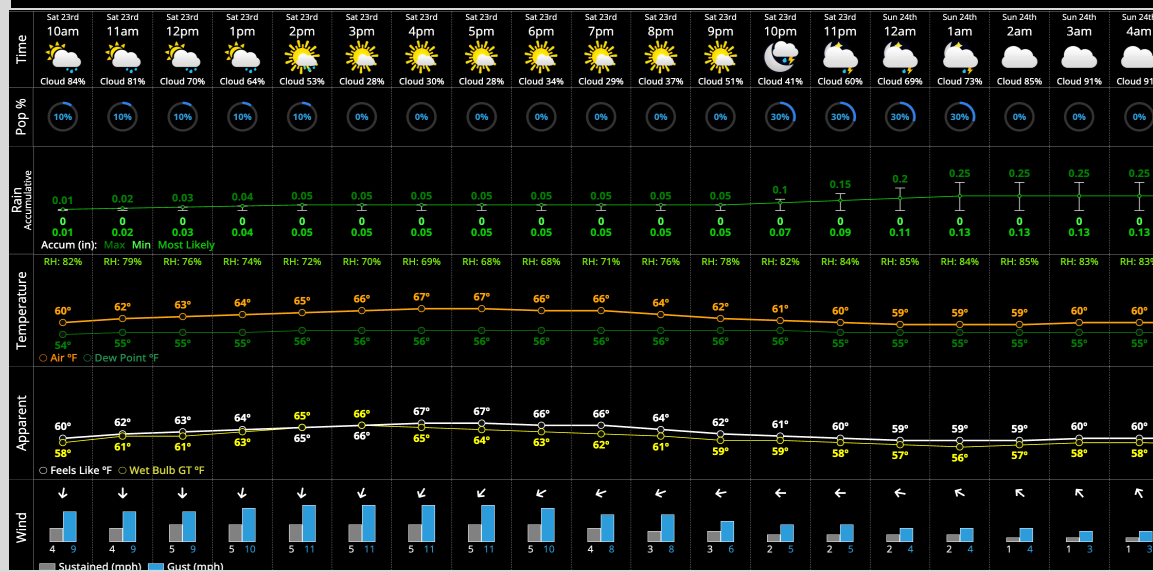 Time
Sat 23rd Sat 23rd Sat 23rd Sat 23rd Sat 23rd Sat 23rd Sat 23rd Sat 23rd Sat 23rd Sat 23rd Sat 23rd Sat 23rd Sat 23rd Sat 23rd Sun 24th Sun 24th Sun 24th Sun 24th Sun 24t
10am 11am 12pm 1pm 2pm 3pm 4pm 5pm 6pm 7pm 8pm 9pm 10pm 11pm 12am 1am 2am 3am 4am
Cloud 84% Cloud 81% Cloud 70% Cloud 64% Cloud 53% Cloud 28% Cloud 30% Cloud 28% Cloud 34% Cloud 29% Cloud 37% Cloud 51% Cloud 41% Cloud 60% Cloud 69% Cloud 73% Cloud 85% Cloud 91% Cloud 91
Pop %
10% 10% 10% 10% 10% 0% 0% 0% 0% 0% 0% 0% 30% 30% 30% 30% 0% 0% 0%
Rain
Accumulative
0.01 0.02 0.03 0.04 0.05 0.05 0.05 0.05 0.05 0.05 0.05 0.05 0.1 0.15 0.2 0.25 0.25 0.25 0.25
0 0 0 0 0 0 0 0 0 0 0 0 0 0 0 0 0 0 0
0.01 0.02 0.03 0.04 0.05 0.05 0.05 0.05 0.05 0.05 0.05 0.05 0.07 0.09 0.11 0.13 0.13 0.13 0.13
Accum (in): Max Min Most Likely
Temperature
RH: 82% RH: 79% RH: 76% RH: 74% RH: 72% RH: 70% RH: 69% RH: 68% RH: 68% RH: 71% RH: 76% RH: 78% RH: 82% RH: 84% RH: 85% RH: 84% RH: 85% RH: 83% RH: 83%
60° 62° 63° 64° 65° 66° 67° 67° 66° 66° 64° 62° 61° 60° 59° 59° 59° 60° 60°
54° 55° 55° 55° 56° 56° 56° 56° 56° 56° 56° 56° 56° 55° 55° 55° 55° 55° 55°
Air °F Dew Point °F
Apparent
60° 62° 63° 64° 65° 66° 67° 67° 66° 66° 64° 62° 61° 60° 59° 59° 59° 60° 60°
58° 61° 61° 63° 65° 66° 65° 64° 63° 62° 61° 59° 59° 58° 57° 56° 57° 58° 58°
Feels Like °F Wet Bulb GT °F
Wind
4 9 4 9 5 9 5 10 5 11 5 11 5 11 5 11 5 10 4 8 3 8 3 6 2 5 2 5 2 4 2 4 1 4 1 3 1 3
Sustained (mph) Gust (mph)